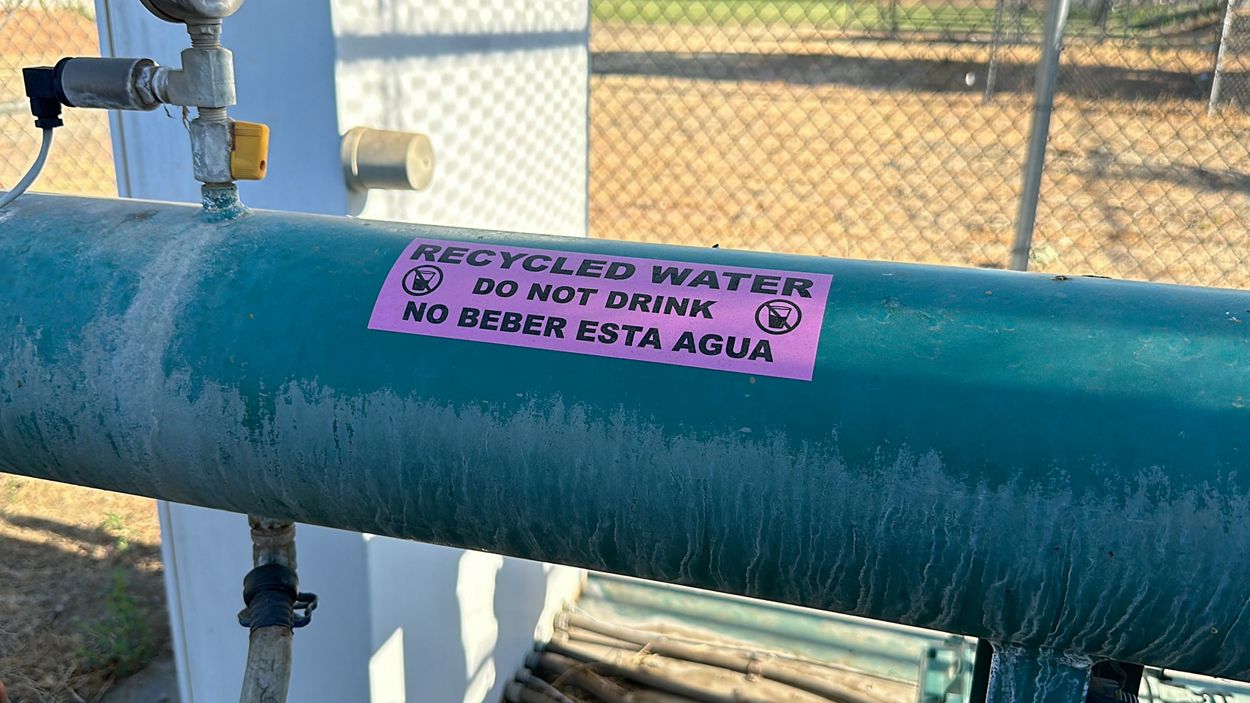 RECYCLED WATER
DO NOT DRINK
NO BEBER ESTA AGUA